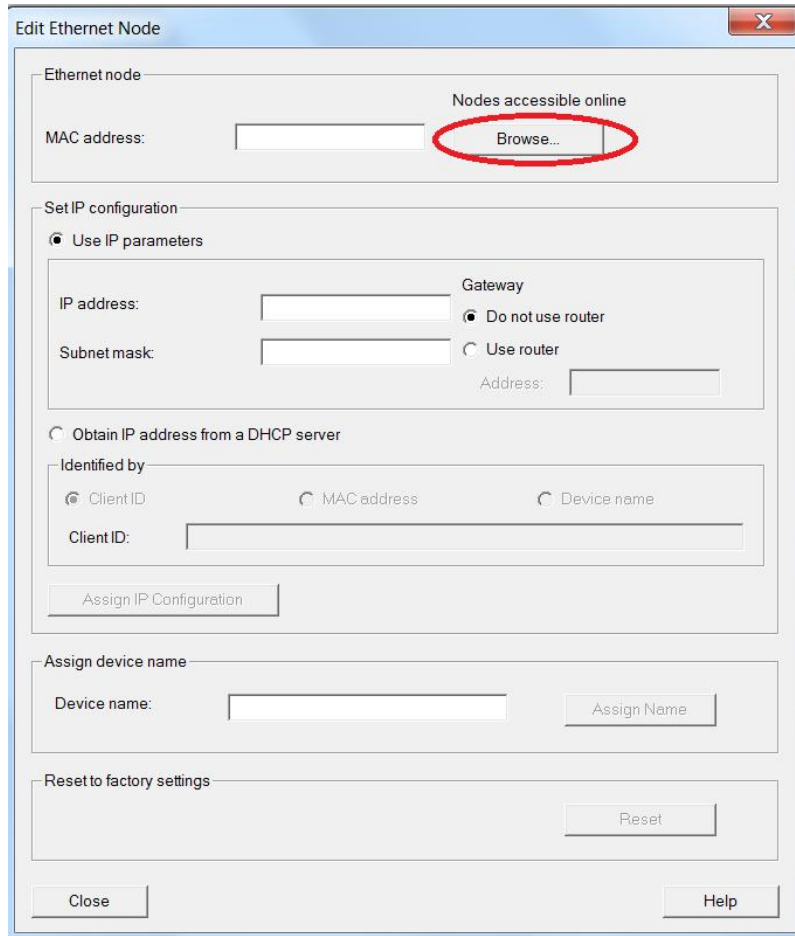 Edit Ethernet Node
Ethernet node
Nodes accessible online
MAC address:
Browse...
Set IP configuration
Use IP parameters
Gateway
IP address:
Do not use router
Subnet mask:
Use router
Address:
Obtain IP address from a DHCP server
Identified by
Client ID
MAC address
Device name
Client ID:
Assign IP Configuration
Assign device name
Device name:
Assign Name
Reset to factory settings
Reset
Close
Help